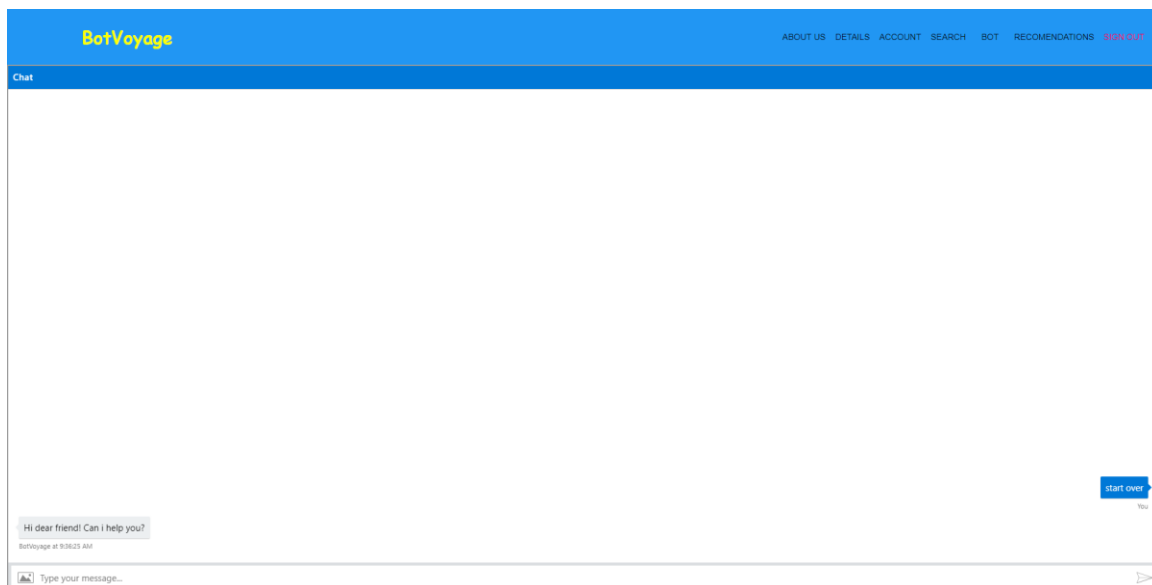 BotVoyage
ABOUT US DETAILS ACCOUNT SEARCH BOT RECOMENDATIONS SIGN OUT
Chat
start over
You
Hi dear friend! Can i help you?
BotVoyage at 9:36:25 AM
Type your message...